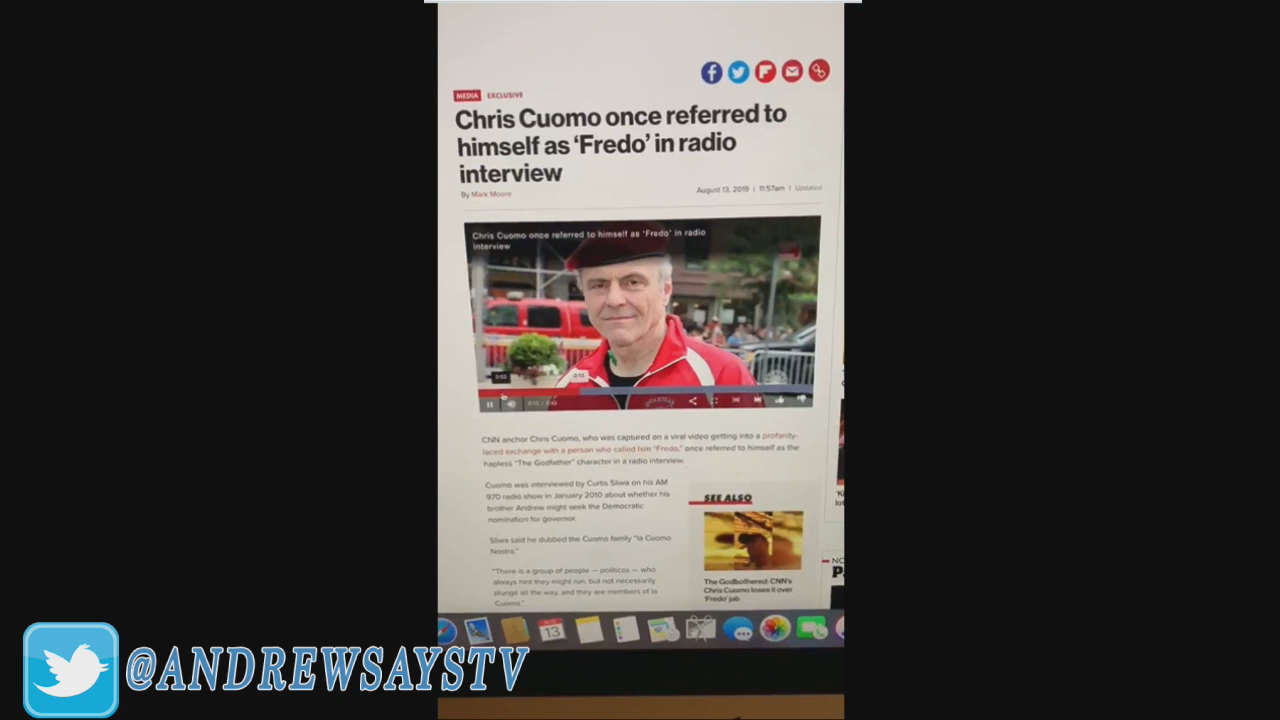 MEDIA EXCLUSIVE
Chris Cuomo once referred to
himself as ‘Fredo’ in radio
interview
By Mark Moore
August 13, 2019 | 11:57am | Updated
Chris Cuomo once referred to himself as 'Fredo' in radio
interview
CNN anchor Chris Cuomo, who was captured on a viral video getting into a profanity-
laced exchange with a person who called him "Fredo," once referred to himself as the
hapless "The Godfather" character in a radio interview.
Cuomo was interviewed by Curtis Sliwa on his AM
970 radio show in January 2010 about whether his
brother Andrew might seek the Democratic
nomination for governor.
Sliwa said he dubbed the Cuomo family "la Cuomo
Nostra."
"There is a group of people — politicos — who
always hint they might run, but not necessarily
plunge all the way, and they are members of la
Cuomo."
SEE ALSO
The Godbothered: CNN's
Chris Cuomo loses it over
'Fredo' jab
13
@ANDREWSAYSTV